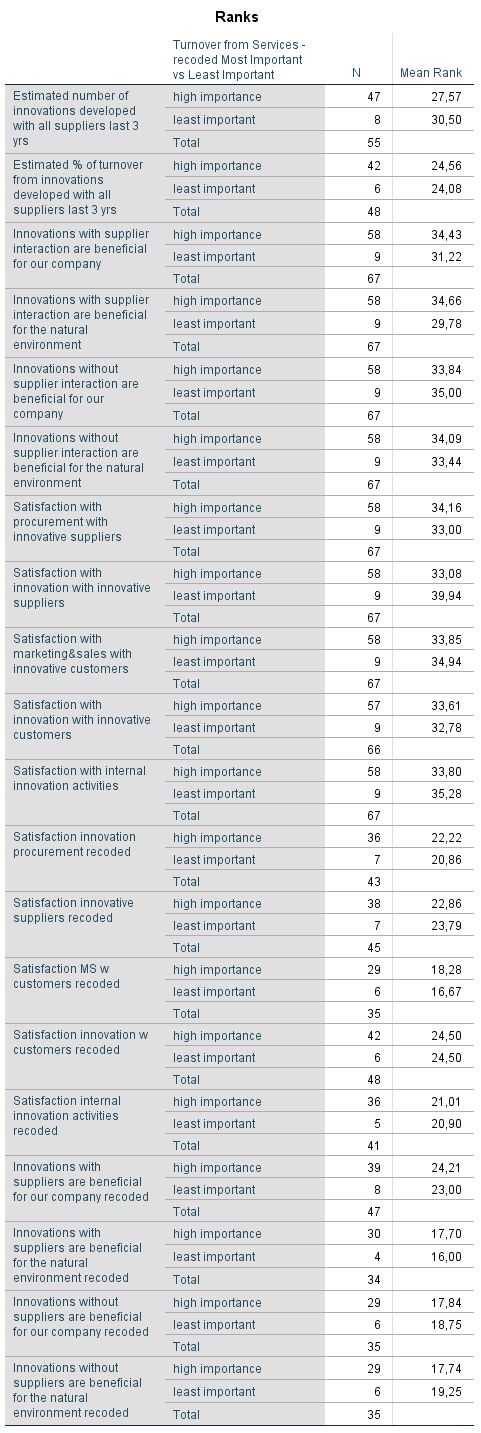 Ranks
Turnover from Services -
recoded Most Important
vs Least Important N Mean Rank
Estimated number of
innovations developed
with all suppliers last 3
yrs
high importance 47 27,57
least important 8 30,50
Total 55
Estimated % of turnover
from innovations
developed with all
suppliers last 3 yrs
high importance 42 24,56
least important 6 24,08
Total 48
Innovations with supplier
interaction are beneficial
for our company
high importance 58 34,43
least important 9 31,22
Total 67
Innovations with supplier
interaction are beneficial
for the natural
environment
high importance 58 34,66
least important 9 29,78
Total 67
Innovations without
supplier interaction are
beneficial for our
company
high importance 58 33,84
least important 9 35,00
Total 67
Innovations without
supplier interaction are
beneficial for the natural
environment
high importance 58 34,09
least important 9 33,44
Total 67
Satisfaction with
procurement with
innovative suppliers
high importance 58 34,16
least important 9 33,00
Total 67
Satisfaction with
innovation with innovative
suppliers
high importance 58 33,08
least important 9 39,94
Total 67
Satisfaction with
marketing&sales with
innovative customers
high importance 58 33,85
least important 9 34,94
Total 67
Satisfaction with
innovation with innovative
customers
high importance 57 33,61
least important 9 32,78
Total 66
Satisfaction with internal
innovation activities
high importance 58 33,80
least important 9 35,28
Total 67
Satisfaction innovation
procurement recoded
high importance 36 22,22
least important 7 20,86
Total 43
Satisfaction innovative
suppliers recoded
high importance 38 22,86
least important 7 23,79
Total 45
Satisfaction MS w
customers recoded
high importance 29 18,28
least important 6 16,67
Total 35
Satisfaction innovation w
customers recoded
high importance 42 24,50
least important 6 24,50
Total 48
Satisfaction internal
innovation activities
recoded
high importance 36 21,01
least important 5 20,90
Total 41
Innovations with
suppliers are beneficial
for our company recoded
high importance 39 24,21
least important 8 23,00
Total 47
Innovations with
suppliers are beneficial
for the natural
environment recoded
high importance 30 17,70
least important 4 16,00
Total 34
Innovations without
suppliers are beneficial
for our company recoded
high importance 29 17,84
least important 6 18,75
Total 35
Innovations without
suppliers are beneficial
for the natural
environment recoded
high importance 29 17,74
least important 6 19,25
Total 35